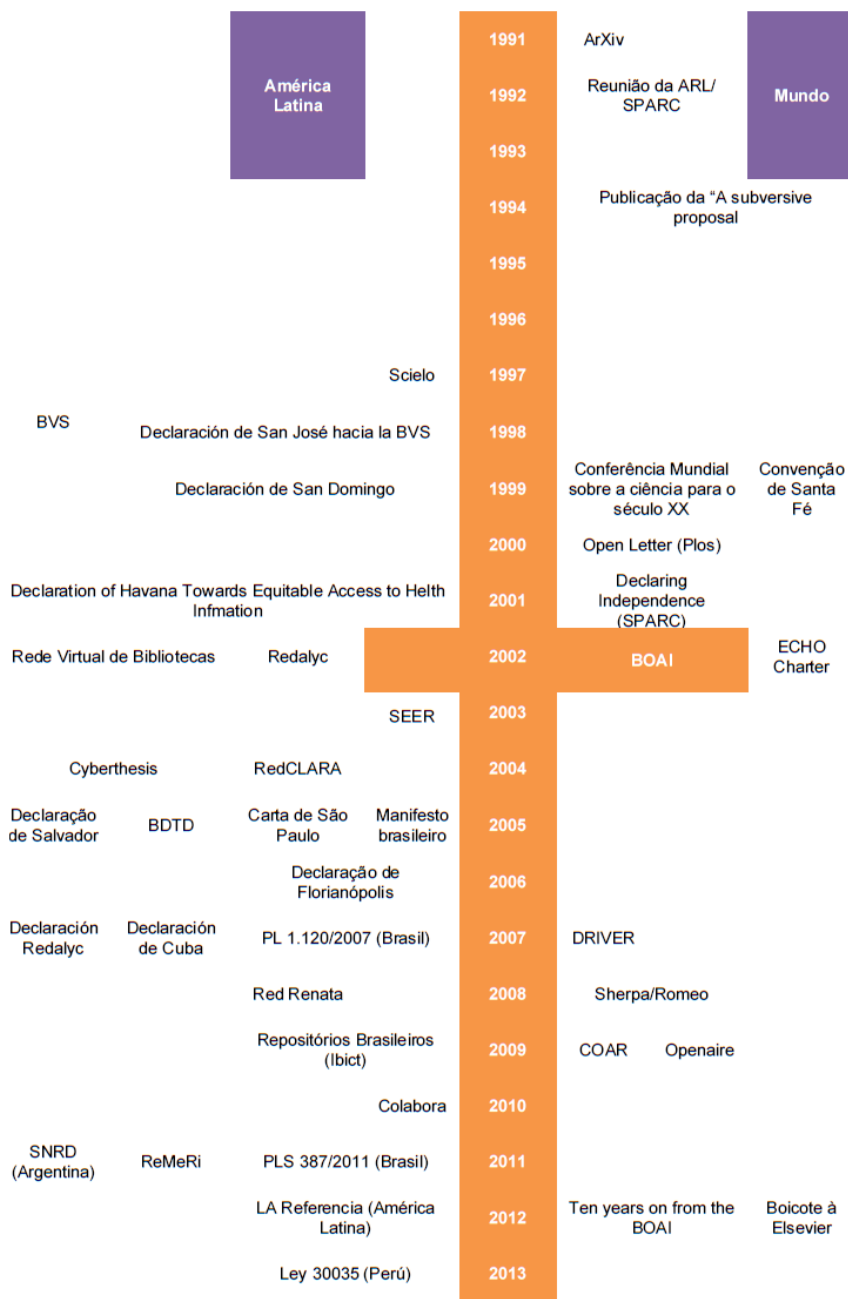 1991
ArXiv
América
Latina
1992
Reunião da ARL/
SPARC
Mundo
1993
1994
Publicação da “A subversive
proposal
1995
1996
Scielo
1997
BVS
Declaración de San José hacia la BVS
1998
Declaración de San Domingo
1999
Conferência Mundial
sobre a ciência para o
século XX
Convenção
de Santa
Fé
2000
Open Letter (Plos)
Declaration of Havana Towards Equitable Access to Helth
Infmation
2001
Declaring
Independence
(SPARC)
Rede Virtual de Bibliotecas
Redalyc
2002
BOAI
ECHO
Charter
SEER
2003
Cyberthesis
RedCLARA
2004
Declaração
de Salvador
BDTD
Carta de São
Paulo
Manifesto
brasileiro
2005
Declaração de
Florianópolis
2006
Declaración
Redalyc
Declaración
de Cuba
PL 1.120/2007 (Brasil)
2007
DRIVER
Red Renata
2008
Sherpa/Romeo
Repositórios Brasileiros
(Ibict)
2009
COAR
Openaire
Colabora
2010
SNRD
(Argentina)
ReMeRi
PLS 387/2011 (Brasil)
2011
LA Referencia (América
Latina)
2012
Ten years on from the
BOAI
Boicote à
Elsevier
Ley 30035 (Perú)
2013